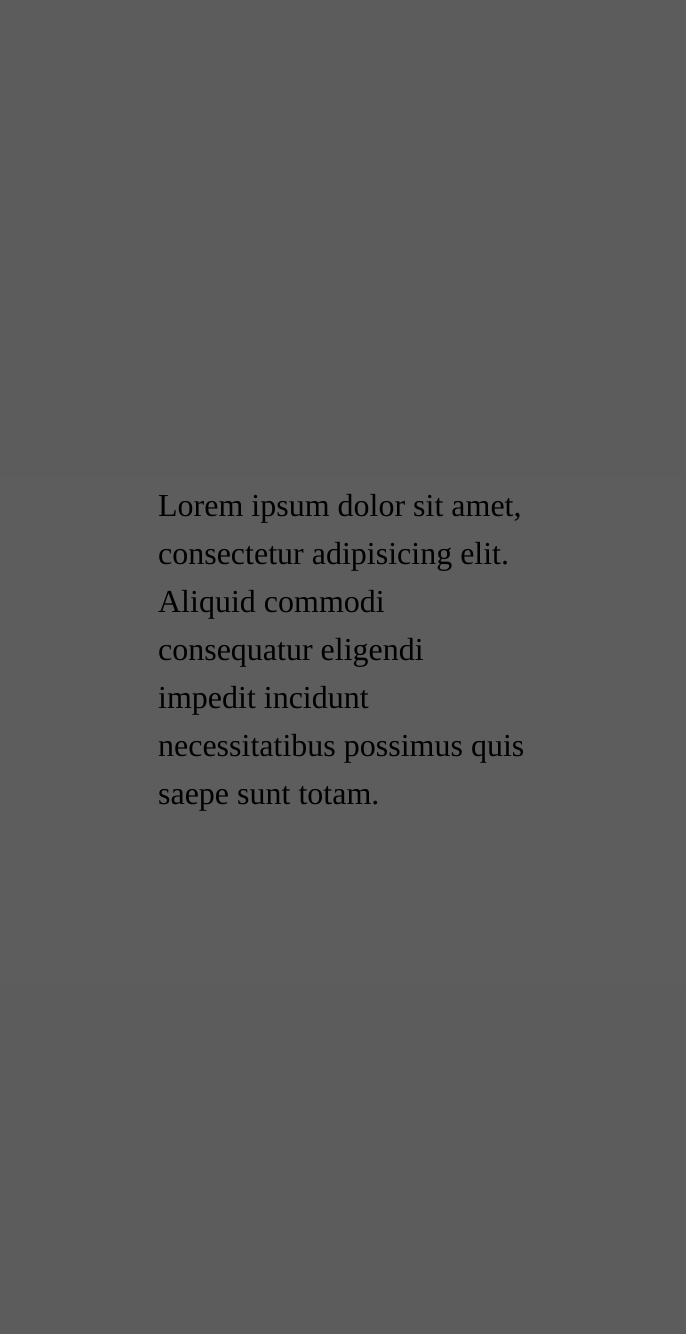 Lorem ipsum dolor sit amet,
consectetur adipisicing elit.
Aliquid commodi
consequatur eligendi
impedit incidunt
necessitatibus possimus quis
saepe sunt totam.